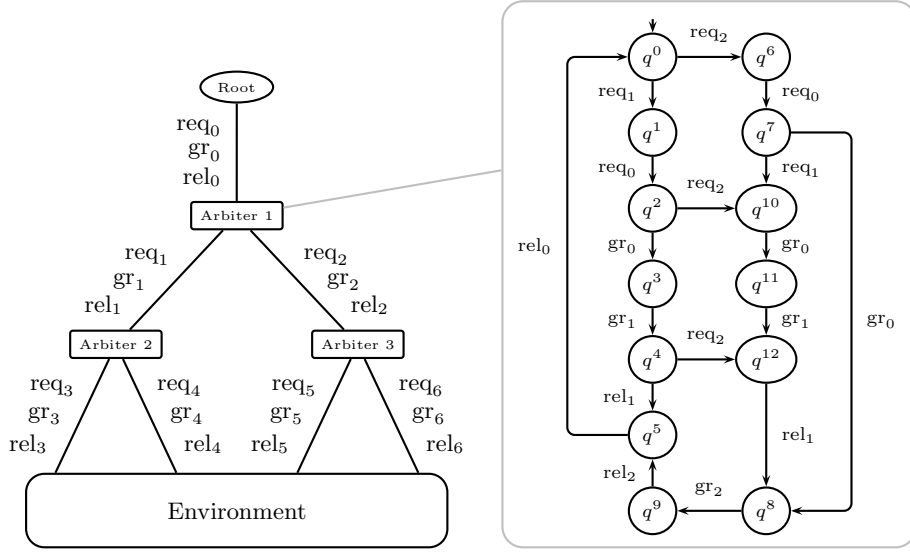 Root
req₀
gr₀
rel₀
Arbiter 1
req₁
gr₁
rel₁
req₂
gr₂
rel₂
Arbiter 2
Arbiter 3
req₃
gr₃
rel₃
req₄
gr₄
rel₄
req₅
gr₅
rel₅
req₆
gr₆
rel₆
Environment
q⁰
req₂
q⁶
req₁
req₀
q¹
q⁷
req₀
req₁
q²
req₂
q¹⁰
rel₀
gr₀
gr₀
q³
q¹¹
gr₁
gr₁
gr₀
q⁴
req₂
q¹²
rel₁
q⁵
rel₁
rel₂
q⁹
gr₂
q⁸